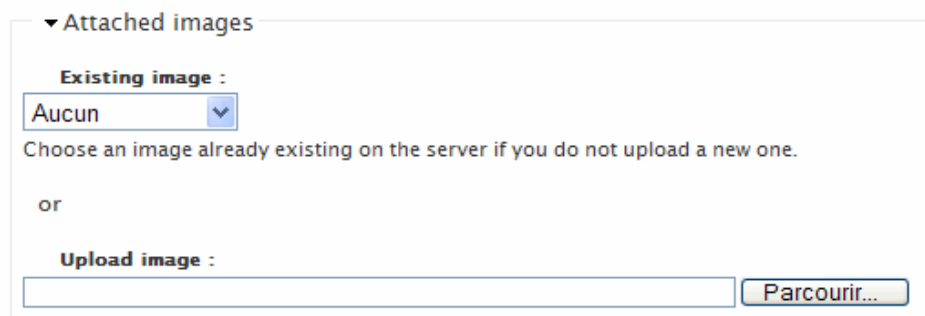 Attached images
Existing image :
Aucun
Choose an image already existing on the server if you do not upload a new one.
or
Upload image :
Parcourir...